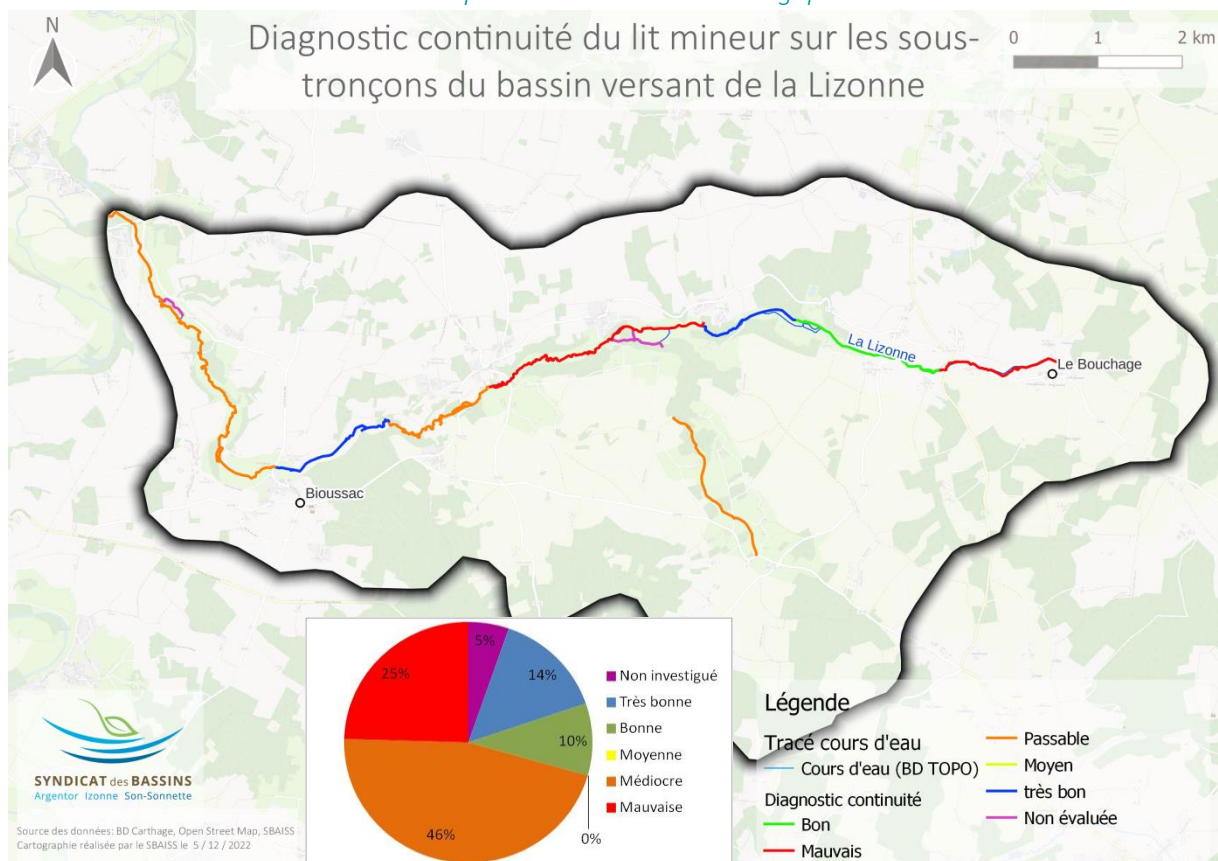 N
Diagnostic continuité du lit mineur sur les sous-
tronçons du bassin versant de la Lizonne
0 1 2 km
La Lizonne
Le Bouchage
Bioussac
5%
14%
10%
0%
46%
25%
Non investigué
Très bonne
Bonne
Moyenne
Médiocre
Mauvaise
SYNDICAT des BASSINS
Argentor Izonne Son-Sonnette
Source des données: BD Carthage, Open Street Map, SBAISS
Cartographie réalisée par le SBAISS le 5 / 12 / 2022
Légende
Tracé cours d'eau
Cours d'eau (BD TOPO)
Diagnostic continuité
Bon
Mauvais
Passable
Moyen
très bon
Non évaluée